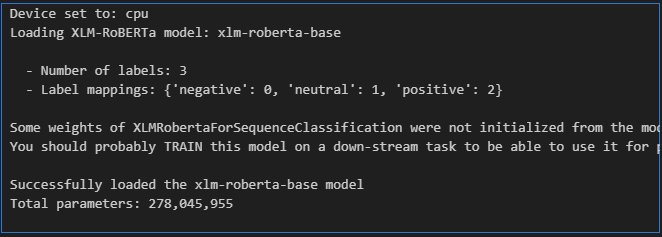 Device set to: cpu
Loading XLM-RoBERTa model: xlm-roberta-base
- Number of labels: 3
- Label mappings: {'negative': 0, 'neutral': 1, 'positive': 2}
Some weights of XLMRobertaForSequenceClassification were not initialized from the
You should probably TRAIN this model on a down-stream task to be able to use it for
Successfully loaded the xlm-roberta-base model
Total parameters: 278,045,955